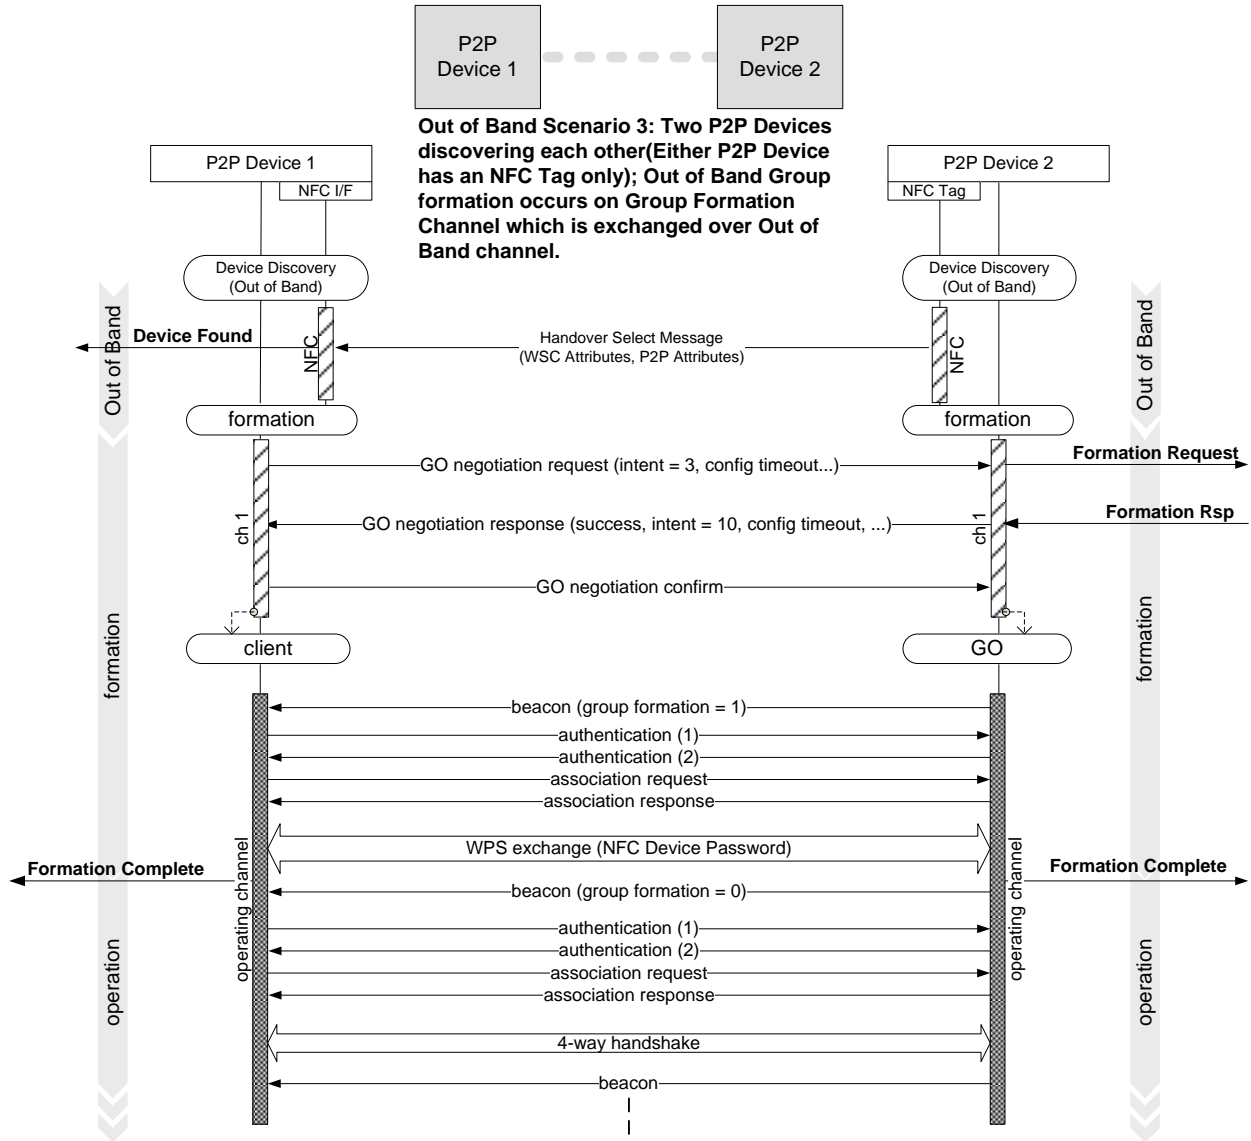 P2P
Device 1
P2P
Device 2
Out of Band Scenario 3: Two P2P Devices
discovering each other(Either P2P Device
has an NFC Tag only); Out of Band Group
formation occurs on Group Formation
Channel which is exchanged over Out of
Band channel.
P2P Device 1
NFC I/F
P2P Device 2
NFC Tag
Device Discovery
(Out of Band)
Device Discovery
(Out of Band)
Out of Band
Device Found
NFC
Handover Select Message
(WSC Attributes, P2P Attributes)
NFC
Out of Band
formation
formation
GO negotiation request (intent = 3, config timeout...)
Formation Request
ch 1
GO negotiation response (success, intent = 10, config timeout, ...)
ch 1
Formation Rsp
GO negotiation confirm
formation
client
GO
formation
beacon (group formation = 1)
authentication (1)
authentication (2)
association request
association response
WPS exchange (NFC Device Password)
Formation Complete
Formation Complete
operating channel
operating channel
beacon (group formation = 0)
authentication (1)
authentication (2)
association request
association response
operation
operation
4-way handshake
beacon